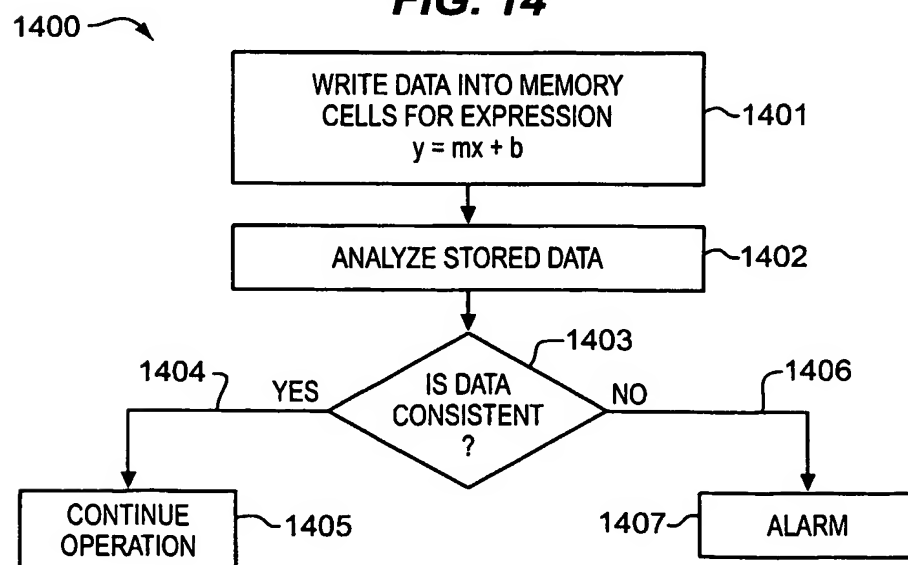 FIG. 14
1400
WRITE DATA INTO MEMORY
CELLS FOR EXPRESSION
y = mx + b
1401
ANALYZE STORED DATA
1402
1403
1404
YES
IS DATA
CONSISTENT
?
NO
1406
CONTINUE
OPERATION
1405
1407
ALARM